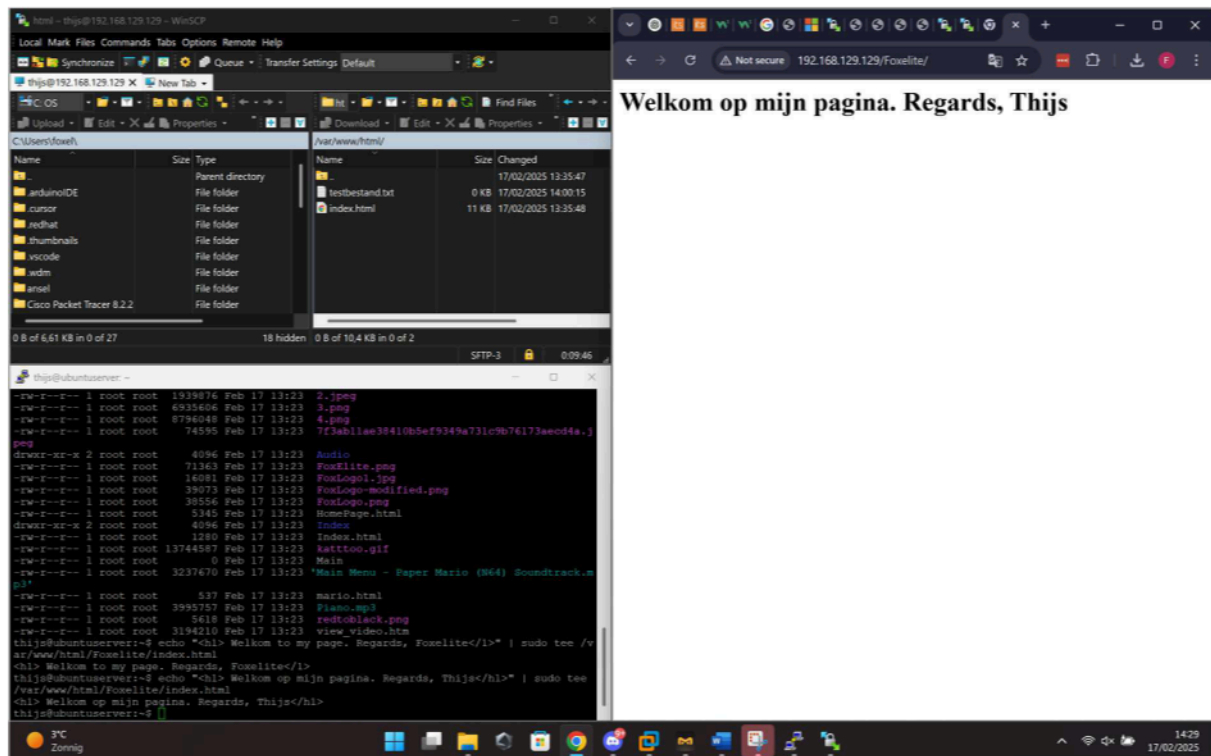 html – thijs@192.168.129.129 – WinSCP
Local Mark Files Commands Tabs Options Remote Help
Synchronize Queue Transfer Settings Default
thijs@192.168.129.129 New Tab
C: OS
ht Find Files
Upload Edit Properties
Download Edit Properties
C:\Users\foxel\
Name Size Type
..
Parent directory
.arduinoIDE File folder
.cursor File folder
.redhat File folder
.thumbnails File folder
.vscode File folder
.wdm File folder
ansel File folder
Cisco Packet Tracer 8.2.2 File folder
0 B of 6,61 KB in 0 of 27 18 hidden
/var/www/html/
Name Size Changed
.. 17/02/2025 13:35:47
testbestand.txt 0 KB 17/02/2025 14:00:15
index.html 11 KB 17/02/2025 13:35:48
0 B of 10,4 KB in 0 of 2
SFTP-3 0:09:46
thijs@ubuntuserver: ~
-rw-r--r-- 1 root root 1939876 Feb 17 13:23 2.jpeg
-rw-r--r-- 1 root root 6935606 Feb 17 13:23 3.png
-rw-r--r-- 1 root root 8796048 Feb 17 13:23 4.png
-rw-r--r-- 1 root root 74595 Feb 17 13:23 7f3ab11ae38410b5ef9349a731c9b76173aecd4a.j
peg
drwxr-xr-x 2 root root 4096 Feb 17 13:23 Audio
-rw-r--r-- 1 root root 71363 Feb 17 13:23 FoxElite.png
-rw-r--r-- 1 root root 16081 Feb 17 13:23 FoxLogo1.jpg
-rw-r--r-- 1 root root 39073 Feb 17 13:23 FoxLogo-modified.png
-rw-r--r-- 1 root root 38556 Feb 17 13:23 FoxLogo.png
-rw-r--r-- 1 root root 5345 Feb 17 13:23 HomePage.html
drwxr-xr-x 2 root root 4096 Feb 17 13:23 Index
-rw-r--r-- 1 root root 1280 Feb 17 13:23 Index.html
-rw-r--r-- 1 root root 13744587 Feb 17 13:23 katttoo.gif
-rw-r--r-- 1 root root 0 Feb 17 13:23 Main
-rw-r--r-- 1 root root 3237670 Feb 17 13:23 'Main Menu - Paper Mario (N64) Soundtrack.m
p3'
-rw-r--r-- 1 root root 537 Feb 17 13:23 mario.html
-rw-r--r-- 1 root root 3995757 Feb 17 13:23 Piano.mp3
-rw-r--r-- 1 root root 5618 Feb 17 13:23 redtoblack.png
-rw-r--r-- 1 root root 3194210 Feb 17 13:23 view_video.htm
thijs@ubuntuserver:~$ echo "<h1> Welkom to my page. Regards, Foxelite</1>" | sudo tee /v
ar/www/html/Foxelite/index.html
<h1> Welkom to my page. Regards, Foxelite</1>
thijs@ubuntuserver:~$ echo "<h1> Welkom op mijn pagina. Regards, Thijs</h1>" | sudo tee
/var/www/html/Foxelite/index.html
<h1> Welkom op mijn pagina. Regards, Thijs</h1>
thijs@ubuntuserver:~$
Not secure 192.168.129.129/Foxelite/
F
Welkom op mijn pagina. Regards, Thijs
3°C
Zonnig
14:29
17/02/2025